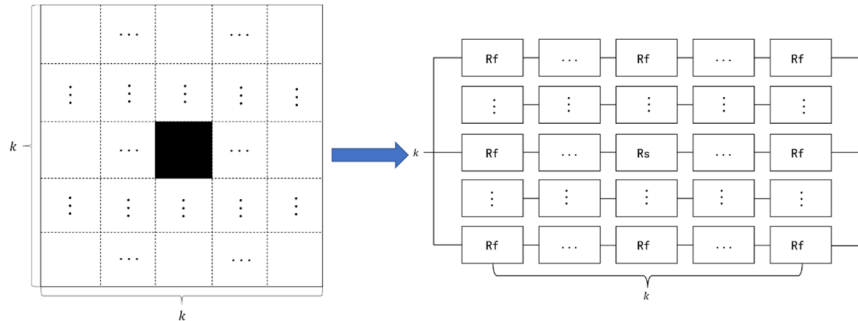 ... ...
⋮ ⋮ ⋮ ⋮ ⋮
k ... ...
⋮ ⋮ ⋮ ⋮ ⋮
... ...
k
Rf ... Rf ... Rf
⋮ ⋮ ⋮ ⋮ ⋮
k Rf ... Rs ... Rf
⋮ ⋮ ⋮ ⋮ ⋮
Rf ... Rf ... Rf
k